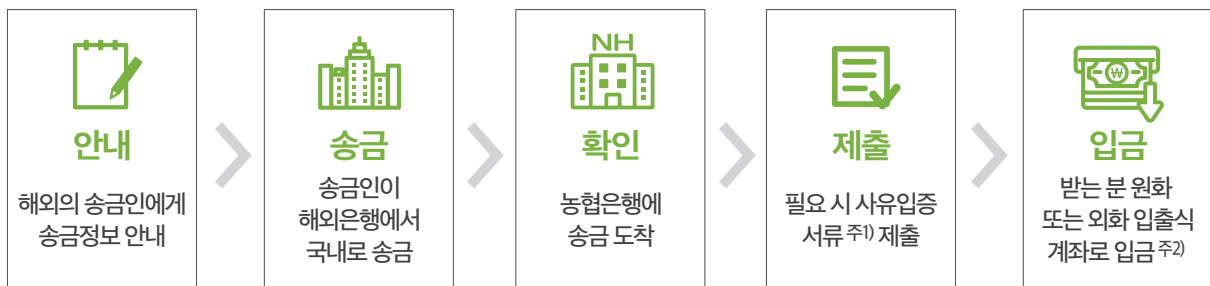 안내
해외의 송금인에게
송금정보 안내
송금
송금인이
해외은행에서
국내로 송금
NH
확인
농협은행에
송금 도착
제출
필요 시 사유입증
서류 주1) 제출
₩
입금
받는 분 원화
또는 외화 입출식
계좌로 입금 주2)